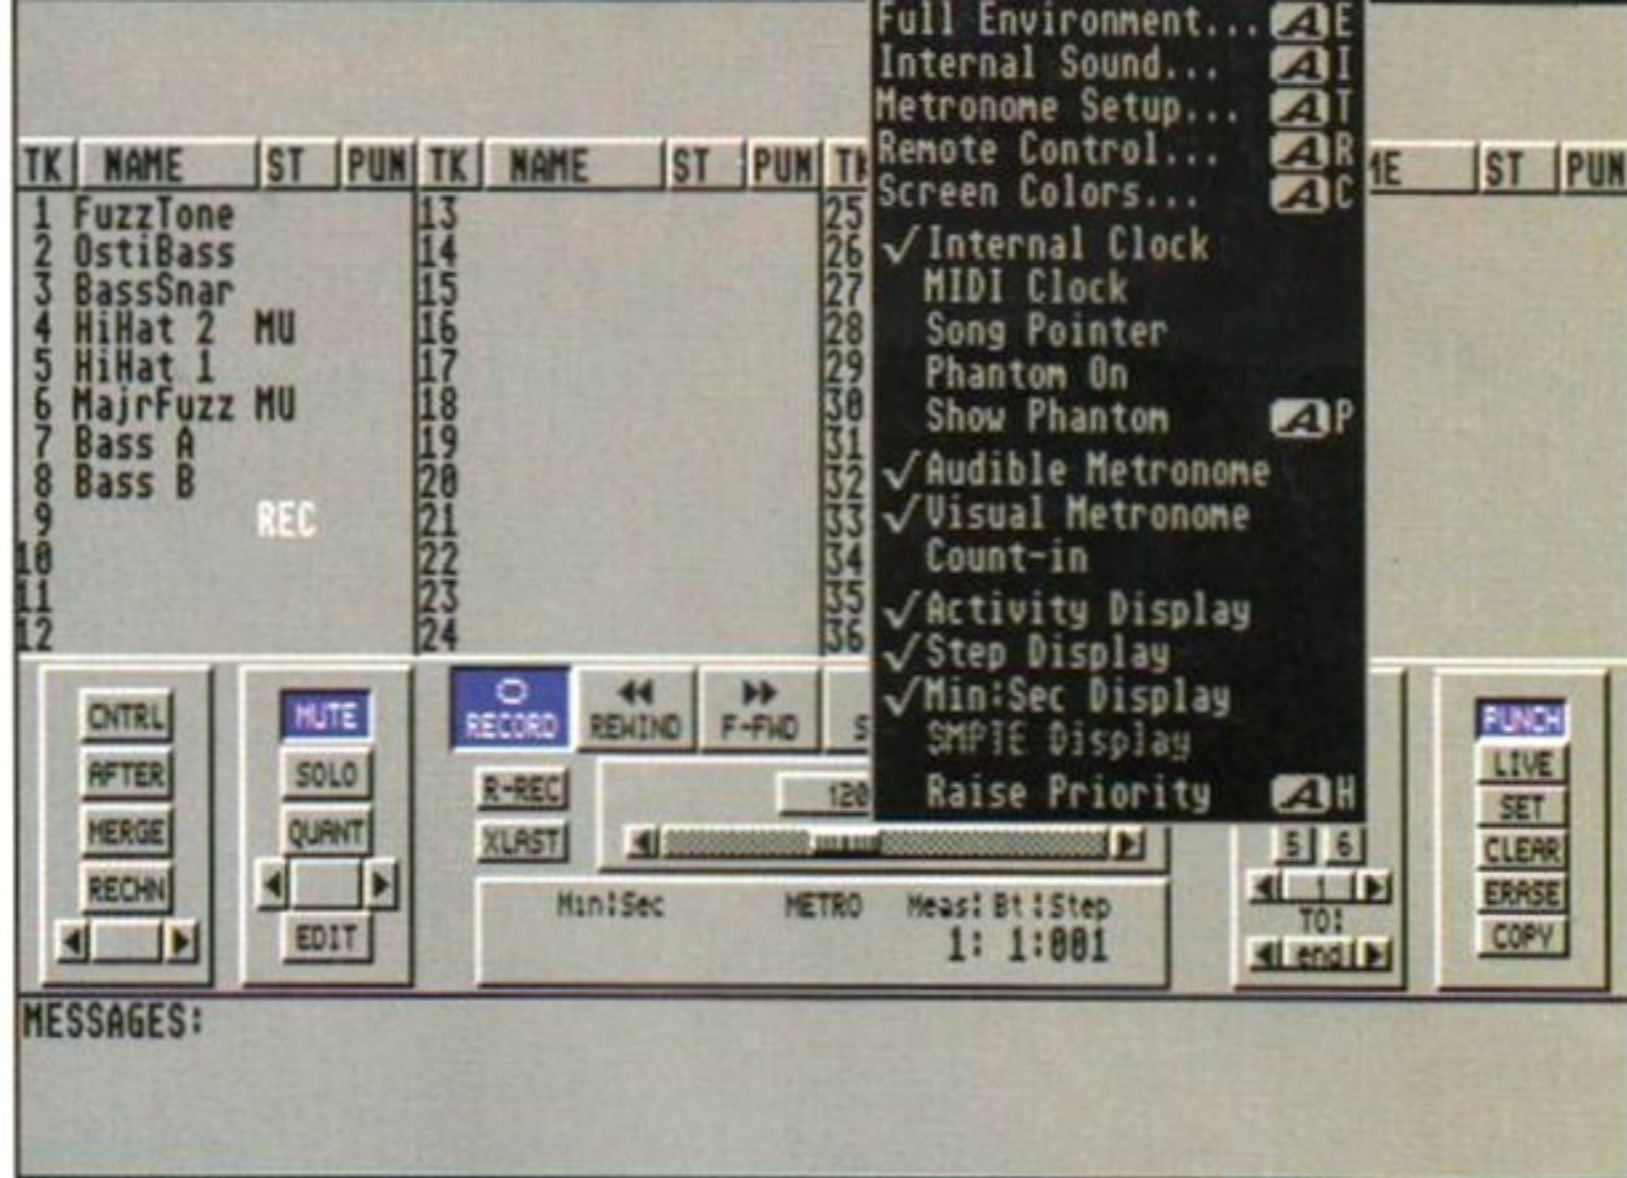 Full Environment... A E
Internal Sound... A I
Metronome Setup... A T
Remote Control... A R
Screen Colors... A C
✓ Internal Clock
MIDI Clock
Song Pointer
Phantom On
Show Phantom A P
✓ Audible Metronome
✓ Visual Metronome
Count-in
✓ Activity Display
✓ Step Display
✓ Min:Sec Display
SMPTE Display
Raise Priority A H
TK NAME ST PUN TK NAME ST PUN ST PUN
1 FuzzTone
2 OstiBass
3 BassSnar
4 HiHat 2 MU
5 HiHat 1
6 MajrFuzz MU
7 Bass A
8 Bass B
9 REC
10
11
12
13
14
15
16
17
18
19
20
21
22
23
24
25
26
27
28
29
30
31
32
33
34
35
36
CNTRL
AFTER
MERGE
RECHN
MUTE
SOLO
QUANT
EDIT
RECORD
REWIND
F-FWD
R-REC
XLAST
120
Min:Sec METRO Meas: Bt :Step
1: 1:001
5 6
1
TO:
end
PUNCH
LIVE
SET
CLEAR
ERASE
COPY
MESSAGES: